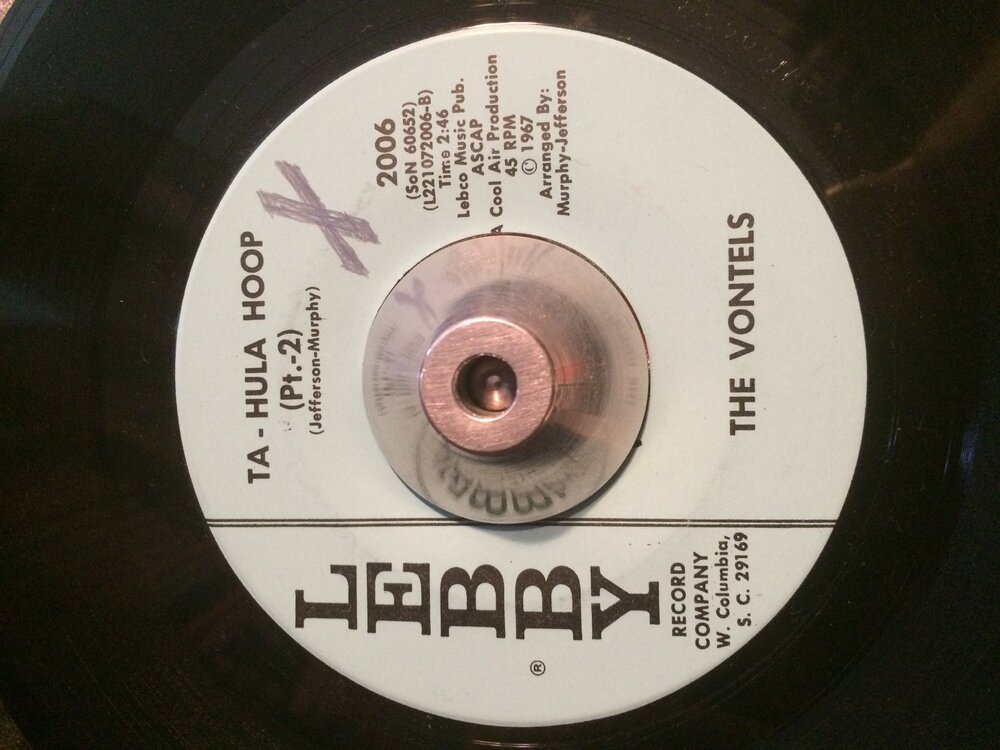 LEBBY
®
RECORD
COMPANY
W. Columbia,
S. C. 29169
TA - HULA HOOP
(Pt.-2)
(Jefferson-Murphy)
2006
(SoN 60652)
(L221072006-B)
Time 2:46
Lebco Music Pub.
ASCAP
A Cool Air Production
45 RPM
© 1967
Arranged By:
Murphy-Jefferson
THE VONTELS